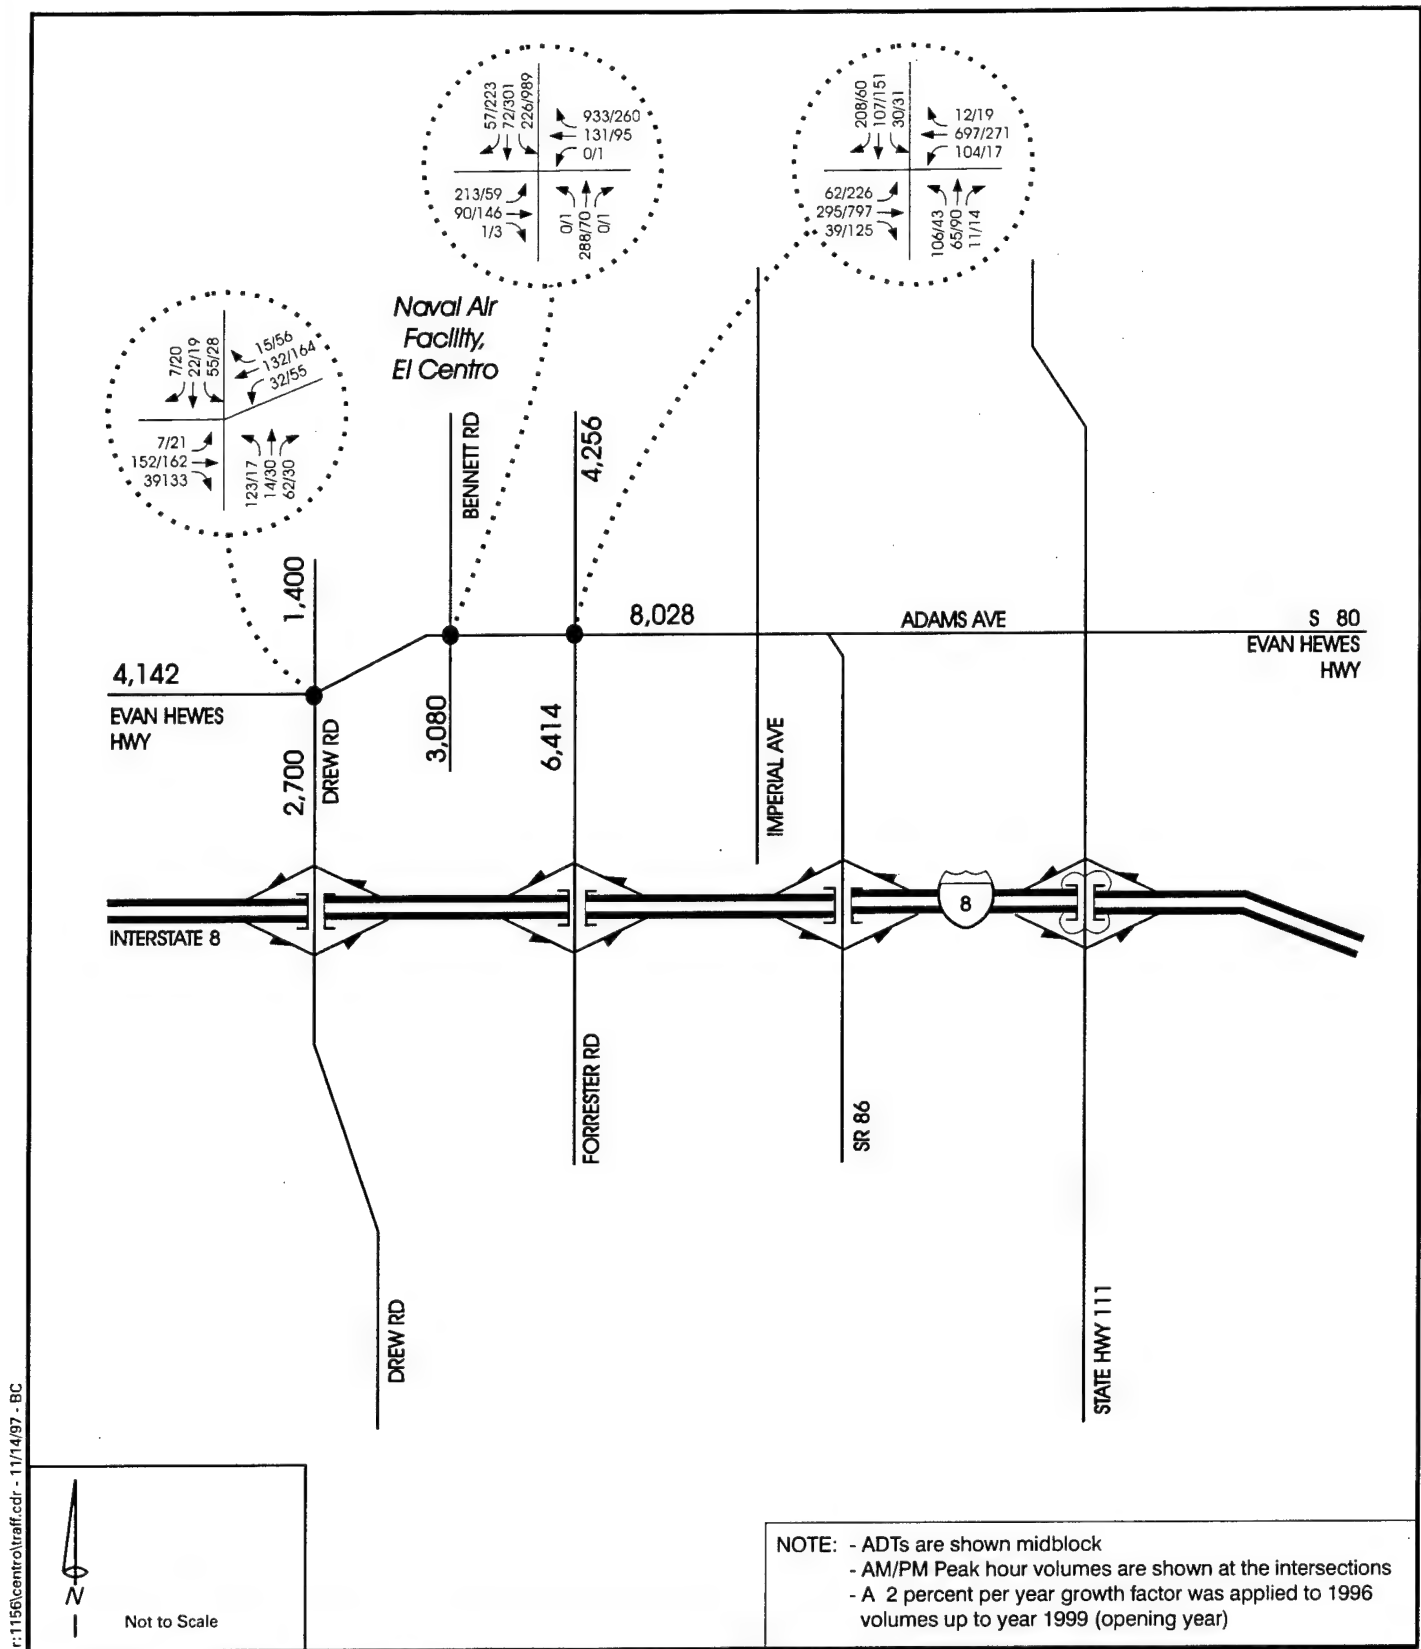 57/223
72/301
226/989
933/260
131/95
0/1
213/59
90/146
1/3
0/1
288/70
0/1
208/60
107/151
30/31
12/19
697/271
104/17
62/226
295/797
39/125
106/43
65/90
11/14
Naval Air
Facility,
El Centro
7/20
22/19
55/28
15/56
132/164
32/55
7/21
152/162
39133
123/17
14/30
62/30
BENNETT RD
4,256
1,400
8,028
ADAMS AVE
S 80
EVAN HEWES
HWY
4,142
EVAN HEWES
HWY
2,700
DREW RD
3,080
6,414
IMPERIAL AVE
8
INTERSTATE 8
FORRESTER RD
SR 86
DREW RD
STATE HWY 111
r:1156\centro\traff.cdr - 11/14/97 - BC
N
Not to Scale
NOTE: - ADTs are shown midblock
- AM/PM Peak hour volumes are shown at the intersections
- A 2 percent per year growth factor was applied to 1996
volumes up to year 1999 (opening year)